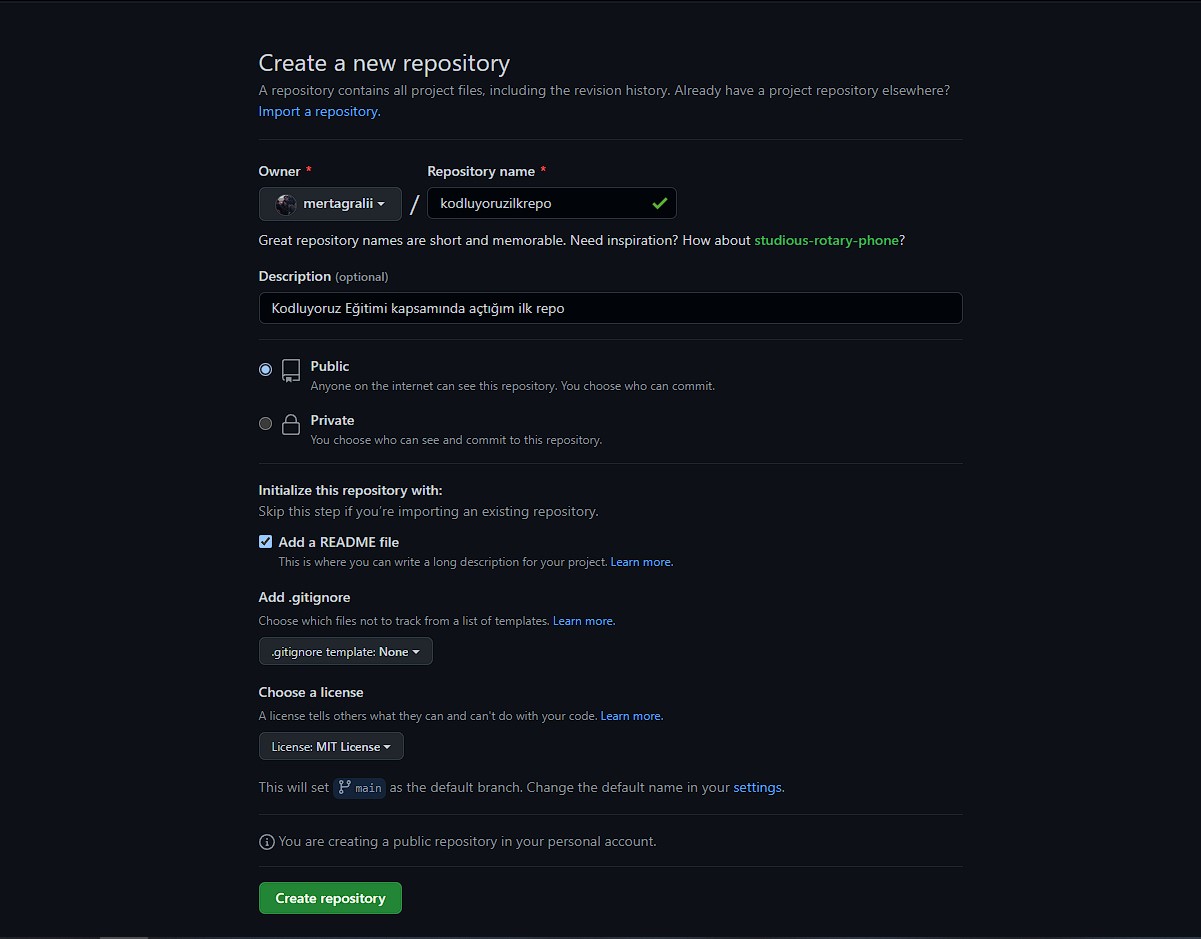 Create a new repository
A repository contains all project files, including the revision history. Already have a project repository elsewhere?
Import a repository.
Owner * Repository name *
mertagralii / kodluyoruzilkrepo
Great repository names are short and memorable. Need inspiration? How about studious-rotary-phone?
Description (optional)
Kodluyoruz Eğitimi kapsamında açtığım ilk repo
Public
Anyone on the internet can see this repository. You choose who can commit.
Private
You choose who can see and commit to this repository.
Initialize this repository with:
Skip this step if you're importing an existing repository.
Add a README file
This is where you can write a long description for your project. Learn more.
Add .gitignore
Choose which files not to track from a list of templates. Learn more.
.gitignore template: None
Choose a license
A license tells others what they can and can't do with your code. Learn more.
License: MIT License
This will set main as the default branch. Change the default name in your settings.
You are creating a public repository in your personal account.
Create repository